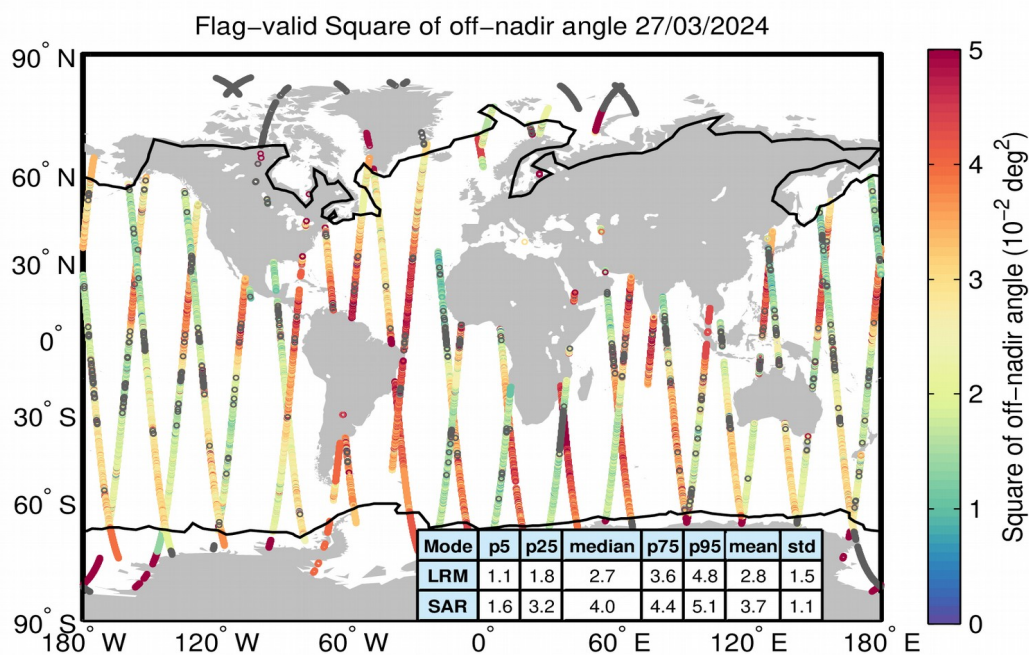 Flag−valid Square of off−nadir angle 27/03/2024
90° N
60° N
30° N
0°
30° S
60° S
90° S
180° W
120° W
60° W
0°
60° E
120° E
180° E
Mode p5 p25 median p75 p95 mean std
LRM 1.1 1.8 2.7 3.6 4.8 2.8 1.5
SAR 1.6 3.2 4.0 4.4 5.1 3.7 1.1
5
4
3
2
1
0
Square of off−nadir angle (10⁻² deg²)